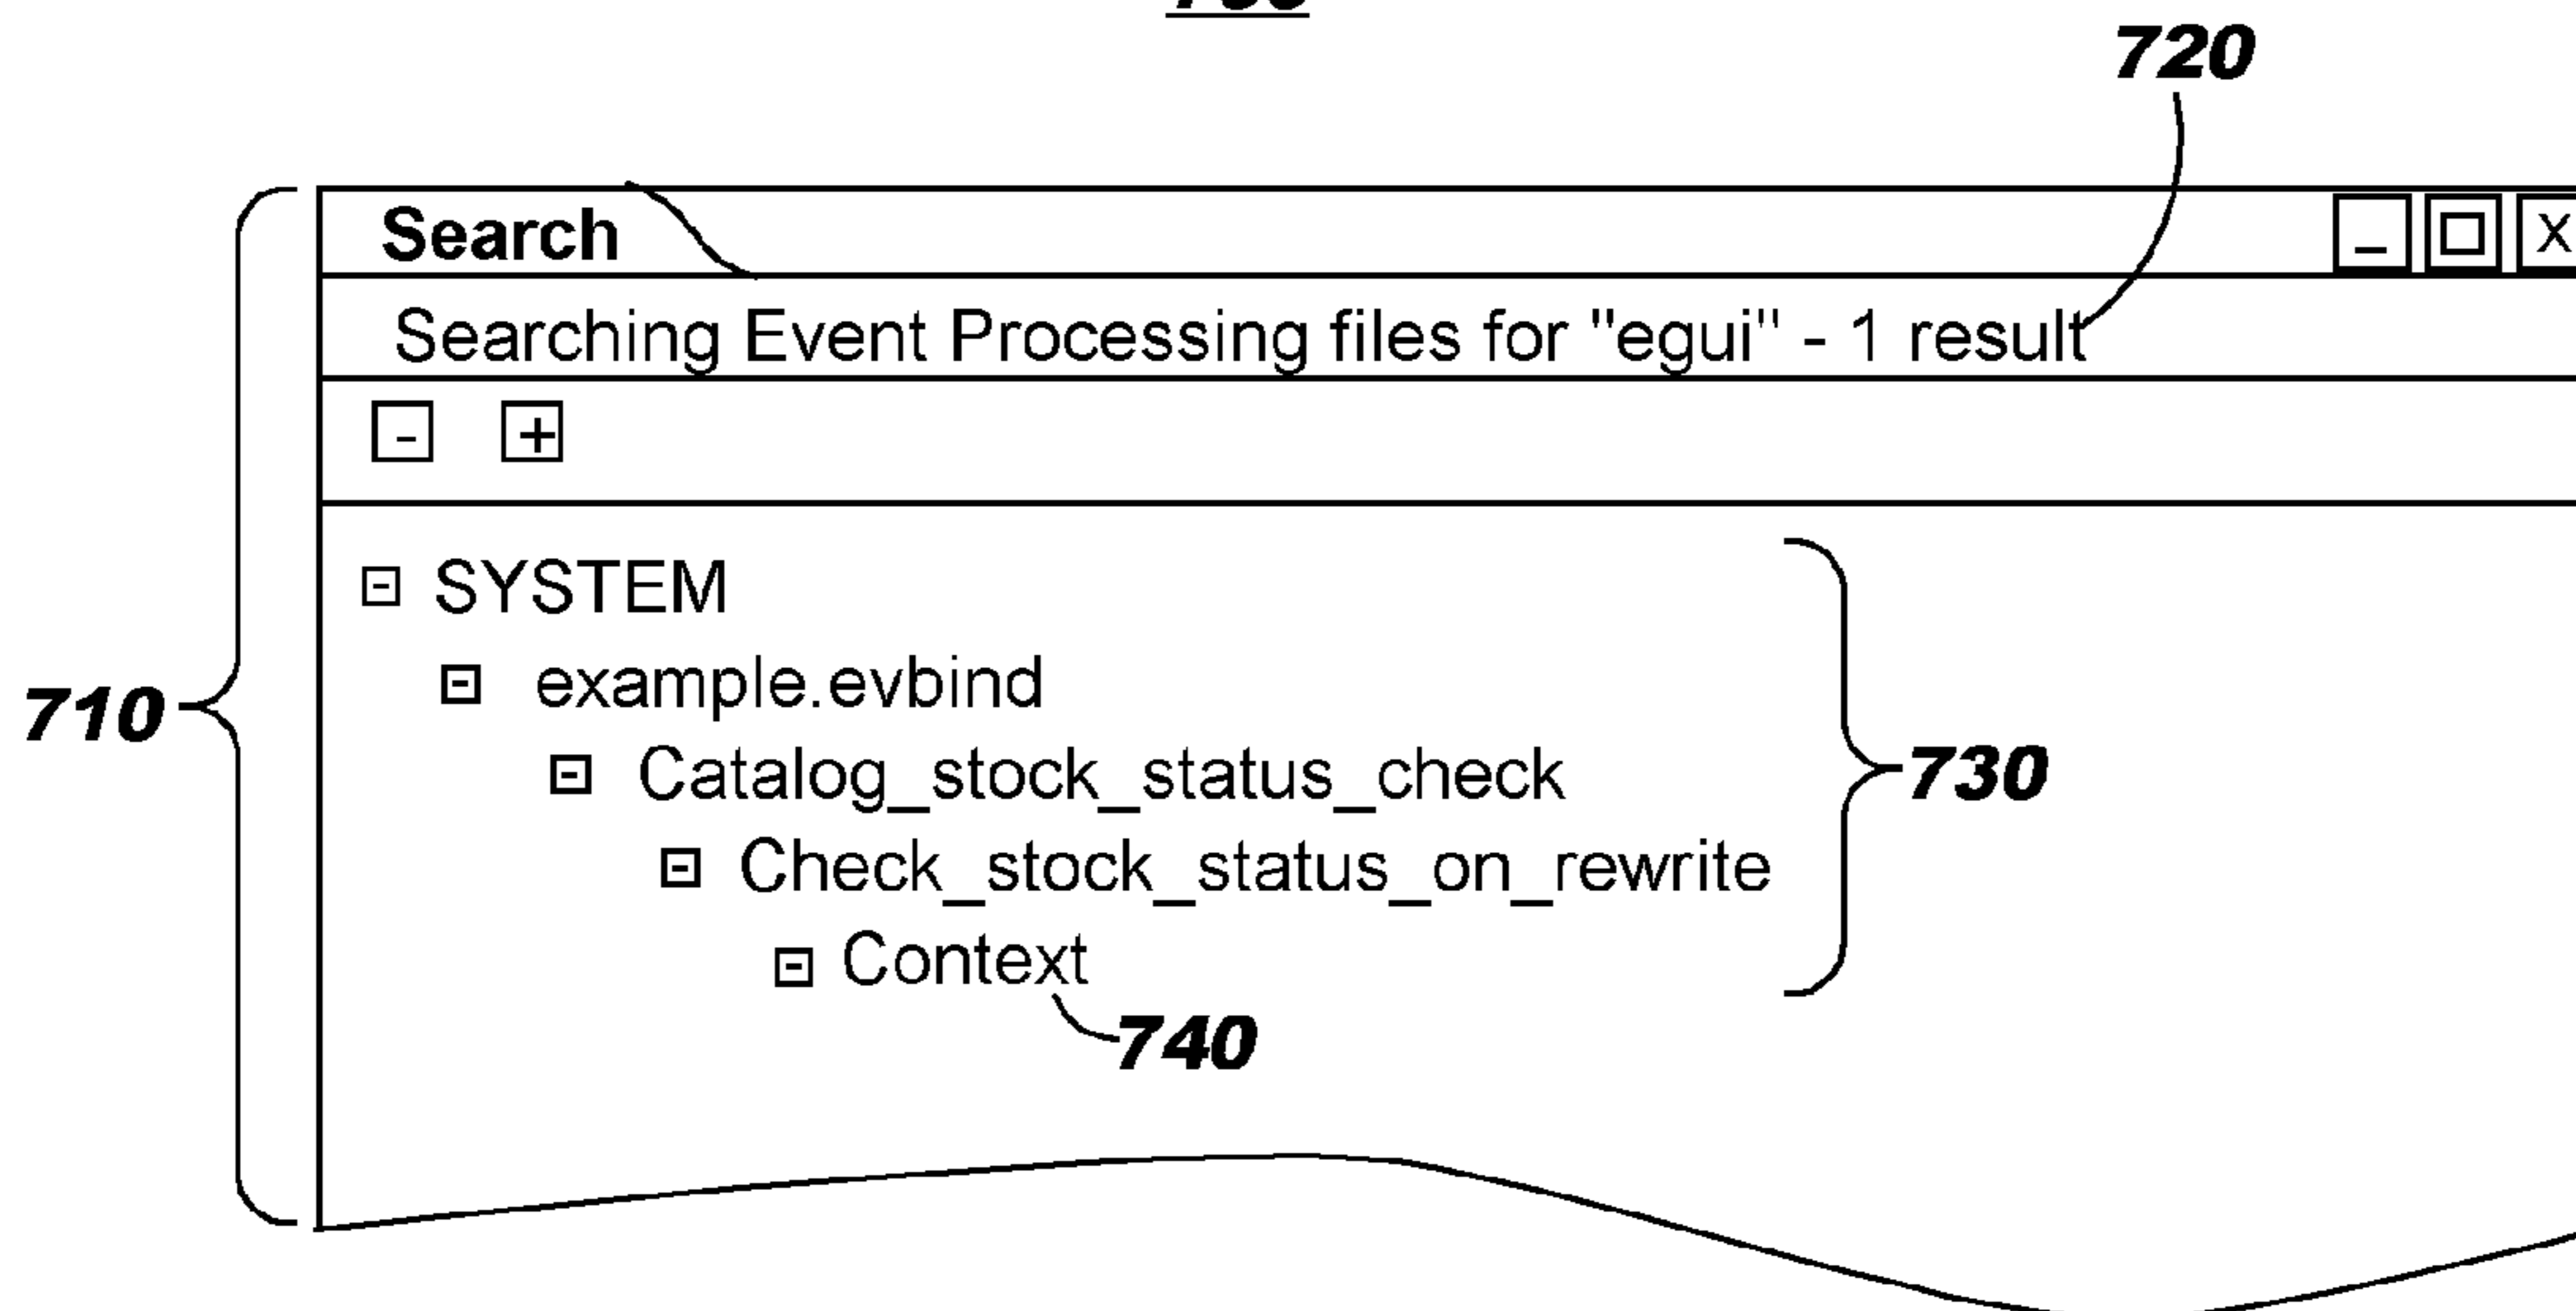 720
Search
Searching Event Processing files for "egui" - 1 result
- +
SYSTEM
example.evbind
710
Catalog_stock_status_check
730
Check_stock_status_on_rewrite
Context
740